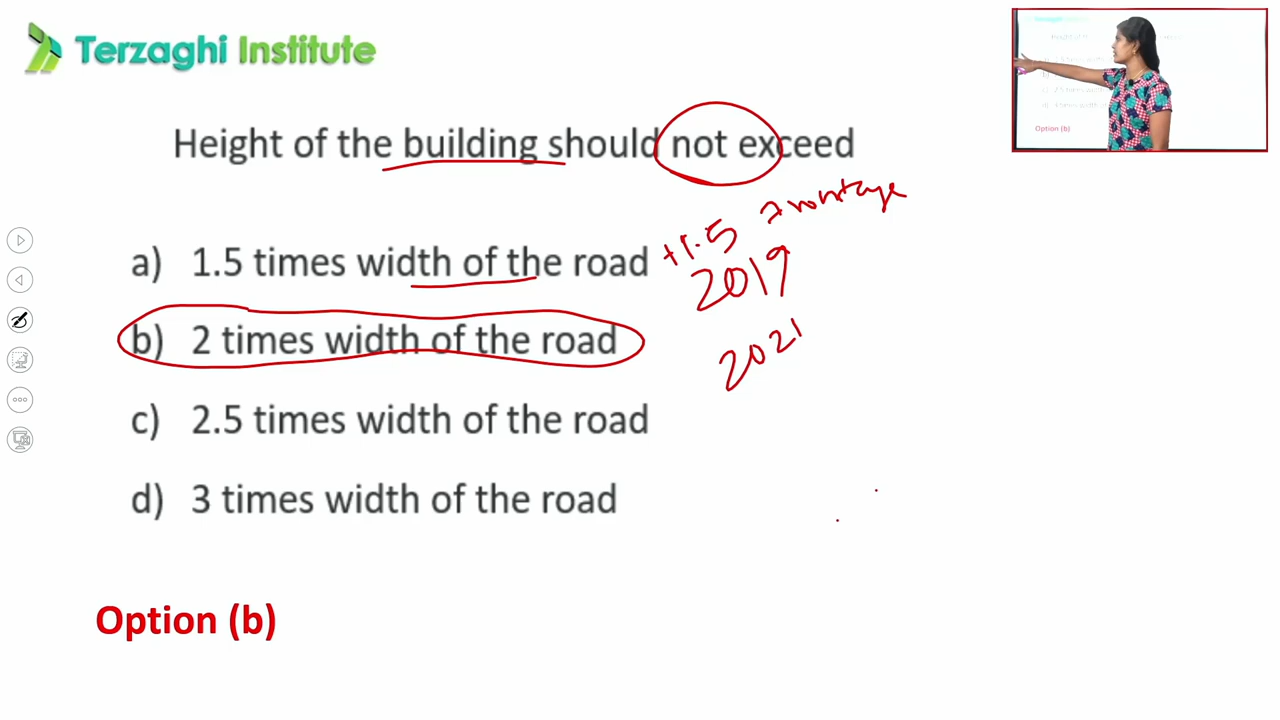 Terzaghi Institute
Height of the building should not exceed
a) 1.5 times width of the road
+1.5 Frontage
2019
b) 2 times width of the road
2021
c) 2.5 times width of the road
d) 3 times width of the road
Option (b)